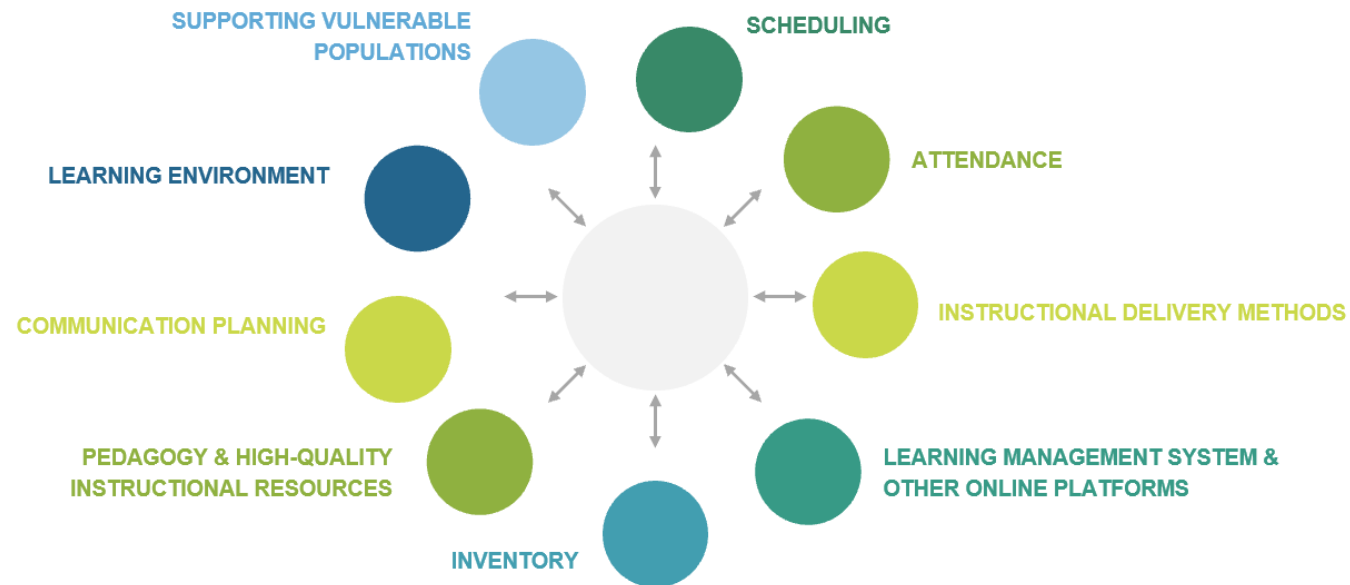 SUPPORTING VULNERABLE
POPULATIONS
SCHEDULING
ATTENDANCE
INSTRUCTIONAL DELIVERY METHODS
LEARNING MANAGEMENT SYSTEM &
OTHER ONLINE PLATFORMS
INVENTORY
PEDAGOGY & HIGH-QUALITY
INSTRUCTIONAL RESOURCES
COMMUNICATION PLANNING
LEARNING ENVIRONMENT